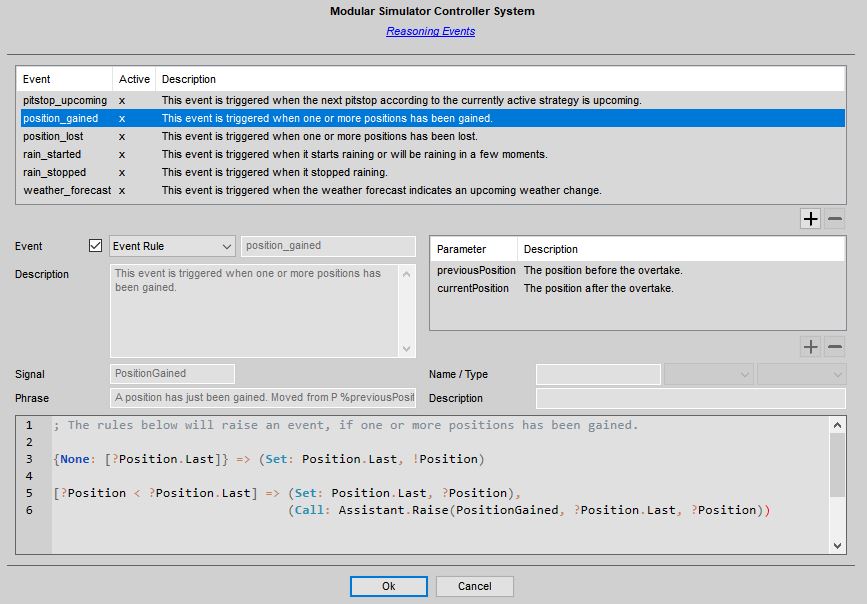 Modular Simulator Controller System
Reasoning Events
Event Active Description
pitstop_upcoming x This event is triggered when the next pitstop according to the currently active strategy is upcoming.
position_gained x This event is triggered when one or more positions has been gained.
position_lost x This event is triggered when one or more positions has been lost.
rain_started x This event is triggered when it starts raining or will be raining in a few moments.
rain_stopped x This event is triggered when it stopped raining.
weather_forecast x This event is triggered when the weather forecast indicates an upcoming weather change.
Event Event Rule position_gained
Description This event is triggered when one or more positions has
been gained.
Parameter Description
previousPosition The position before the overtake.
currentPosition The position after the overtake.
Signal PositionGained
Name / Type
Phrase A position has just been gained. Moved from P %previousPosit
Description
1 ; The rules below will raise an event, if one or more positions has been gained.
2
3 {None: [?Position.Last]} => (Set: Position.Last, !Position)
4
5 [?Position < ?Position.Last] => (Set: Position.Last, ?Position),
6 (Call: Assistant.Raise(PositionGained, ?Position.Last, ?Position))
Ok Cancel